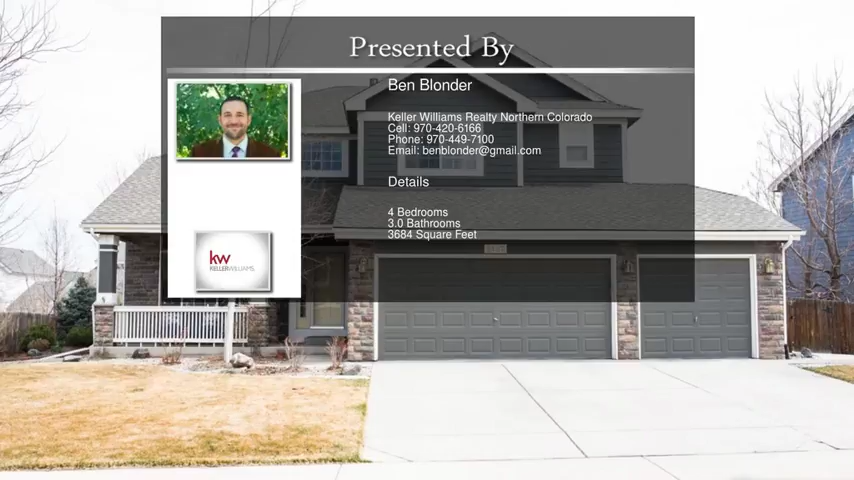 Presented By
Ben Blonder
Keller Williams Realty Northern Colorado
Cell: 970-420-6166
Phone: 970-449-7100
Email: benblonder@gmail.com
Details
4 Bedrooms
3.0 Bathrooms
3684 Square Feet
kw
KELLERWILLIAMS